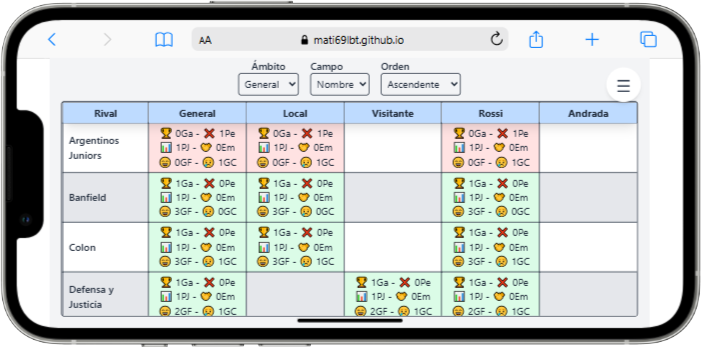 AA
mati69lbt.github.io
Ámbito Campo Orden
General Nombre Ascendente
Rival General Local Visitante Rossi Andrada
Argentinos Juniors
0Ga - 1Pe
1PJ - 0Em
0GF - 1GC
0Ga - 1Pe
1PJ - 0Em
0GF - 1GC
0Ga - 1Pe
1PJ - 0Em
0GF - 1GC
Banfield
1Ga - 0Pe
1PJ - 0Em
3GF - 0GC
1Ga - 0Pe
1PJ - 0Em
3GF - 0GC
1Ga - 0Pe
1PJ - 0Em
3GF - 0GC
Colon
1Ga - 0Pe
1PJ - 0Em
3GF - 1GC
1Ga - 0Pe
1PJ - 0Em
3GF - 1GC
1Ga - 0Pe
1PJ - 0Em
3GF - 1GC
Defensa y Justicia
1Ga - 0Pe
1PJ - 0Em
2GF - 1GC
1Ga - 0Pe
1PJ - 0Em
2GF - 1GC
1Ga - 0Pe
1PJ - 0Em
2GF - 1GC